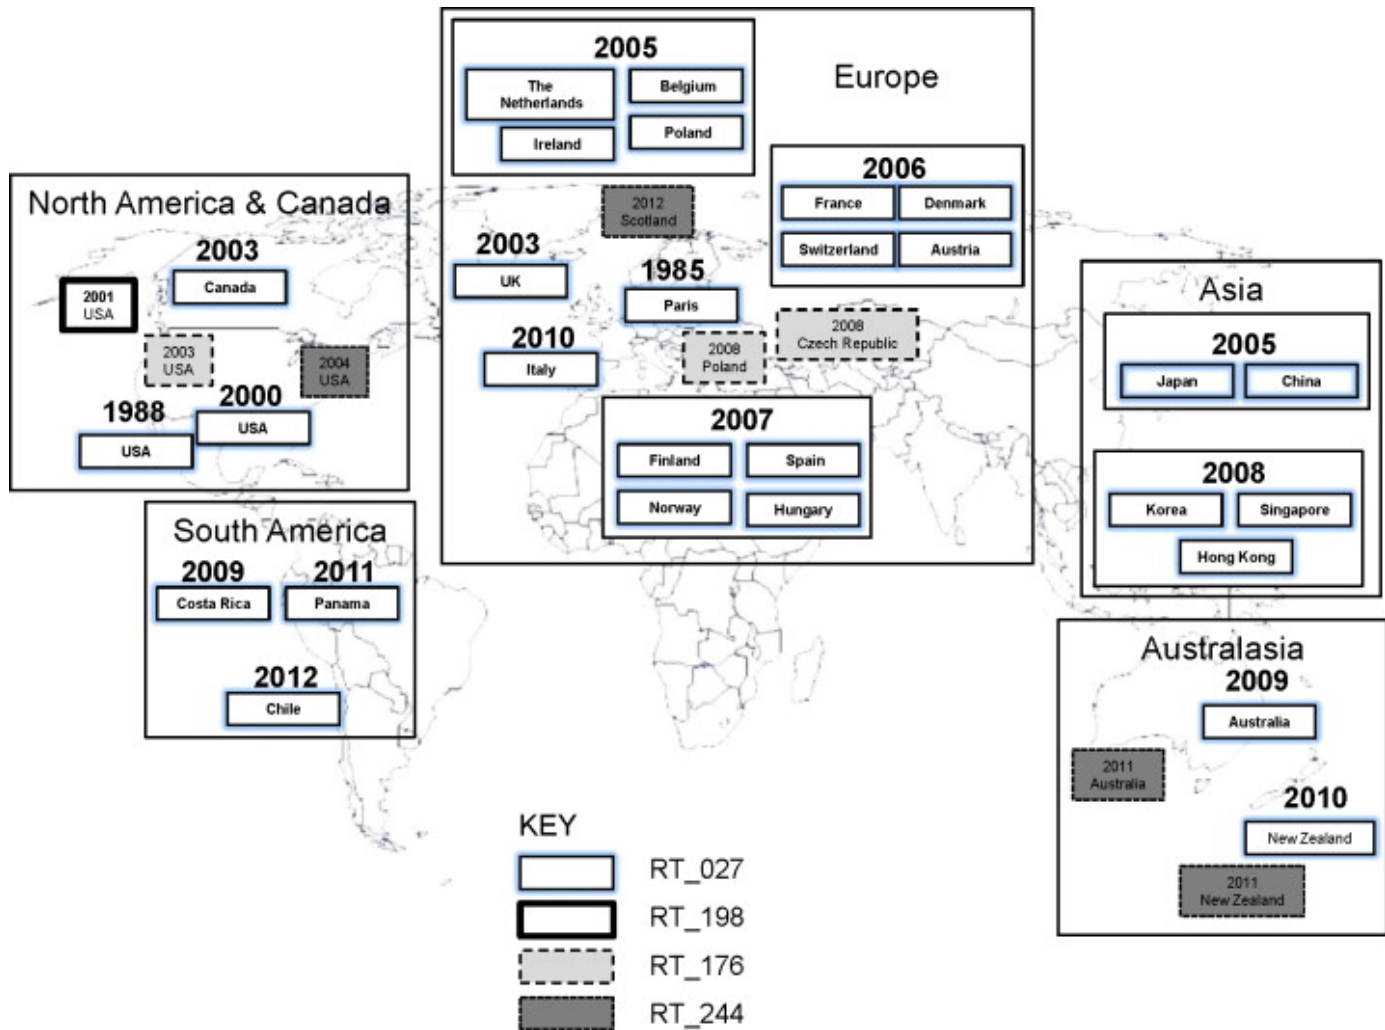 North America & Canada
2003
Canada
2001
USA
2003
USA
2004
USA
1988
USA
2000
USA
South America
2009
Costa Rica
2011
Panama
2012
Chile
Europe
2005
The
Netherlands
Belgium
Ireland
Poland
2012
Scotland
2006
France
Denmark
Switzerland
Austria
2003
UK
1985
Paris
2010
Italy
2008
Poland
2008
Czech Republic
2007
Finland
Spain
Norway
Hungary
Asia
2005
Japan
China
2008
Korea
Singapore
Hong Kong
Australasia
2009
Australia
2011
Australia
2010
New Zealand
2011
New Zealand
KEY
RT_027
RT_198
RT_176
RT_244